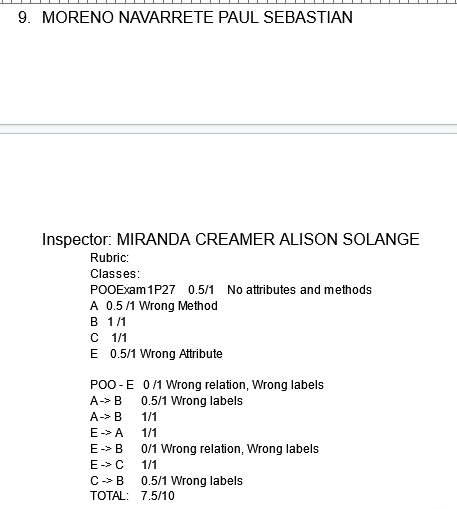 9. MORENO NAVARRETE PAUL SEBASTIAN
Inspector: MIRANDA CREAMER ALISON SOLANGE
Rubric:
Classes:
POOExam1P27 0.5/1 No attributes and methods
A 0.5 /1 Wrong Method
B 1 /1
C 1/1
E 0.5/1 Wrong Attribute
POO - E 0 /1 Wrong relation, Wrong labels
A -> B 0.5/1 Wrong labels
A -> B 1/1
E -> A 1/1
E -> B 0/1 Wrong relation, Wrong labels
E -> C 1/1
C -> B 0.5/1 Wrong labels
TOTAL: 7.5/10